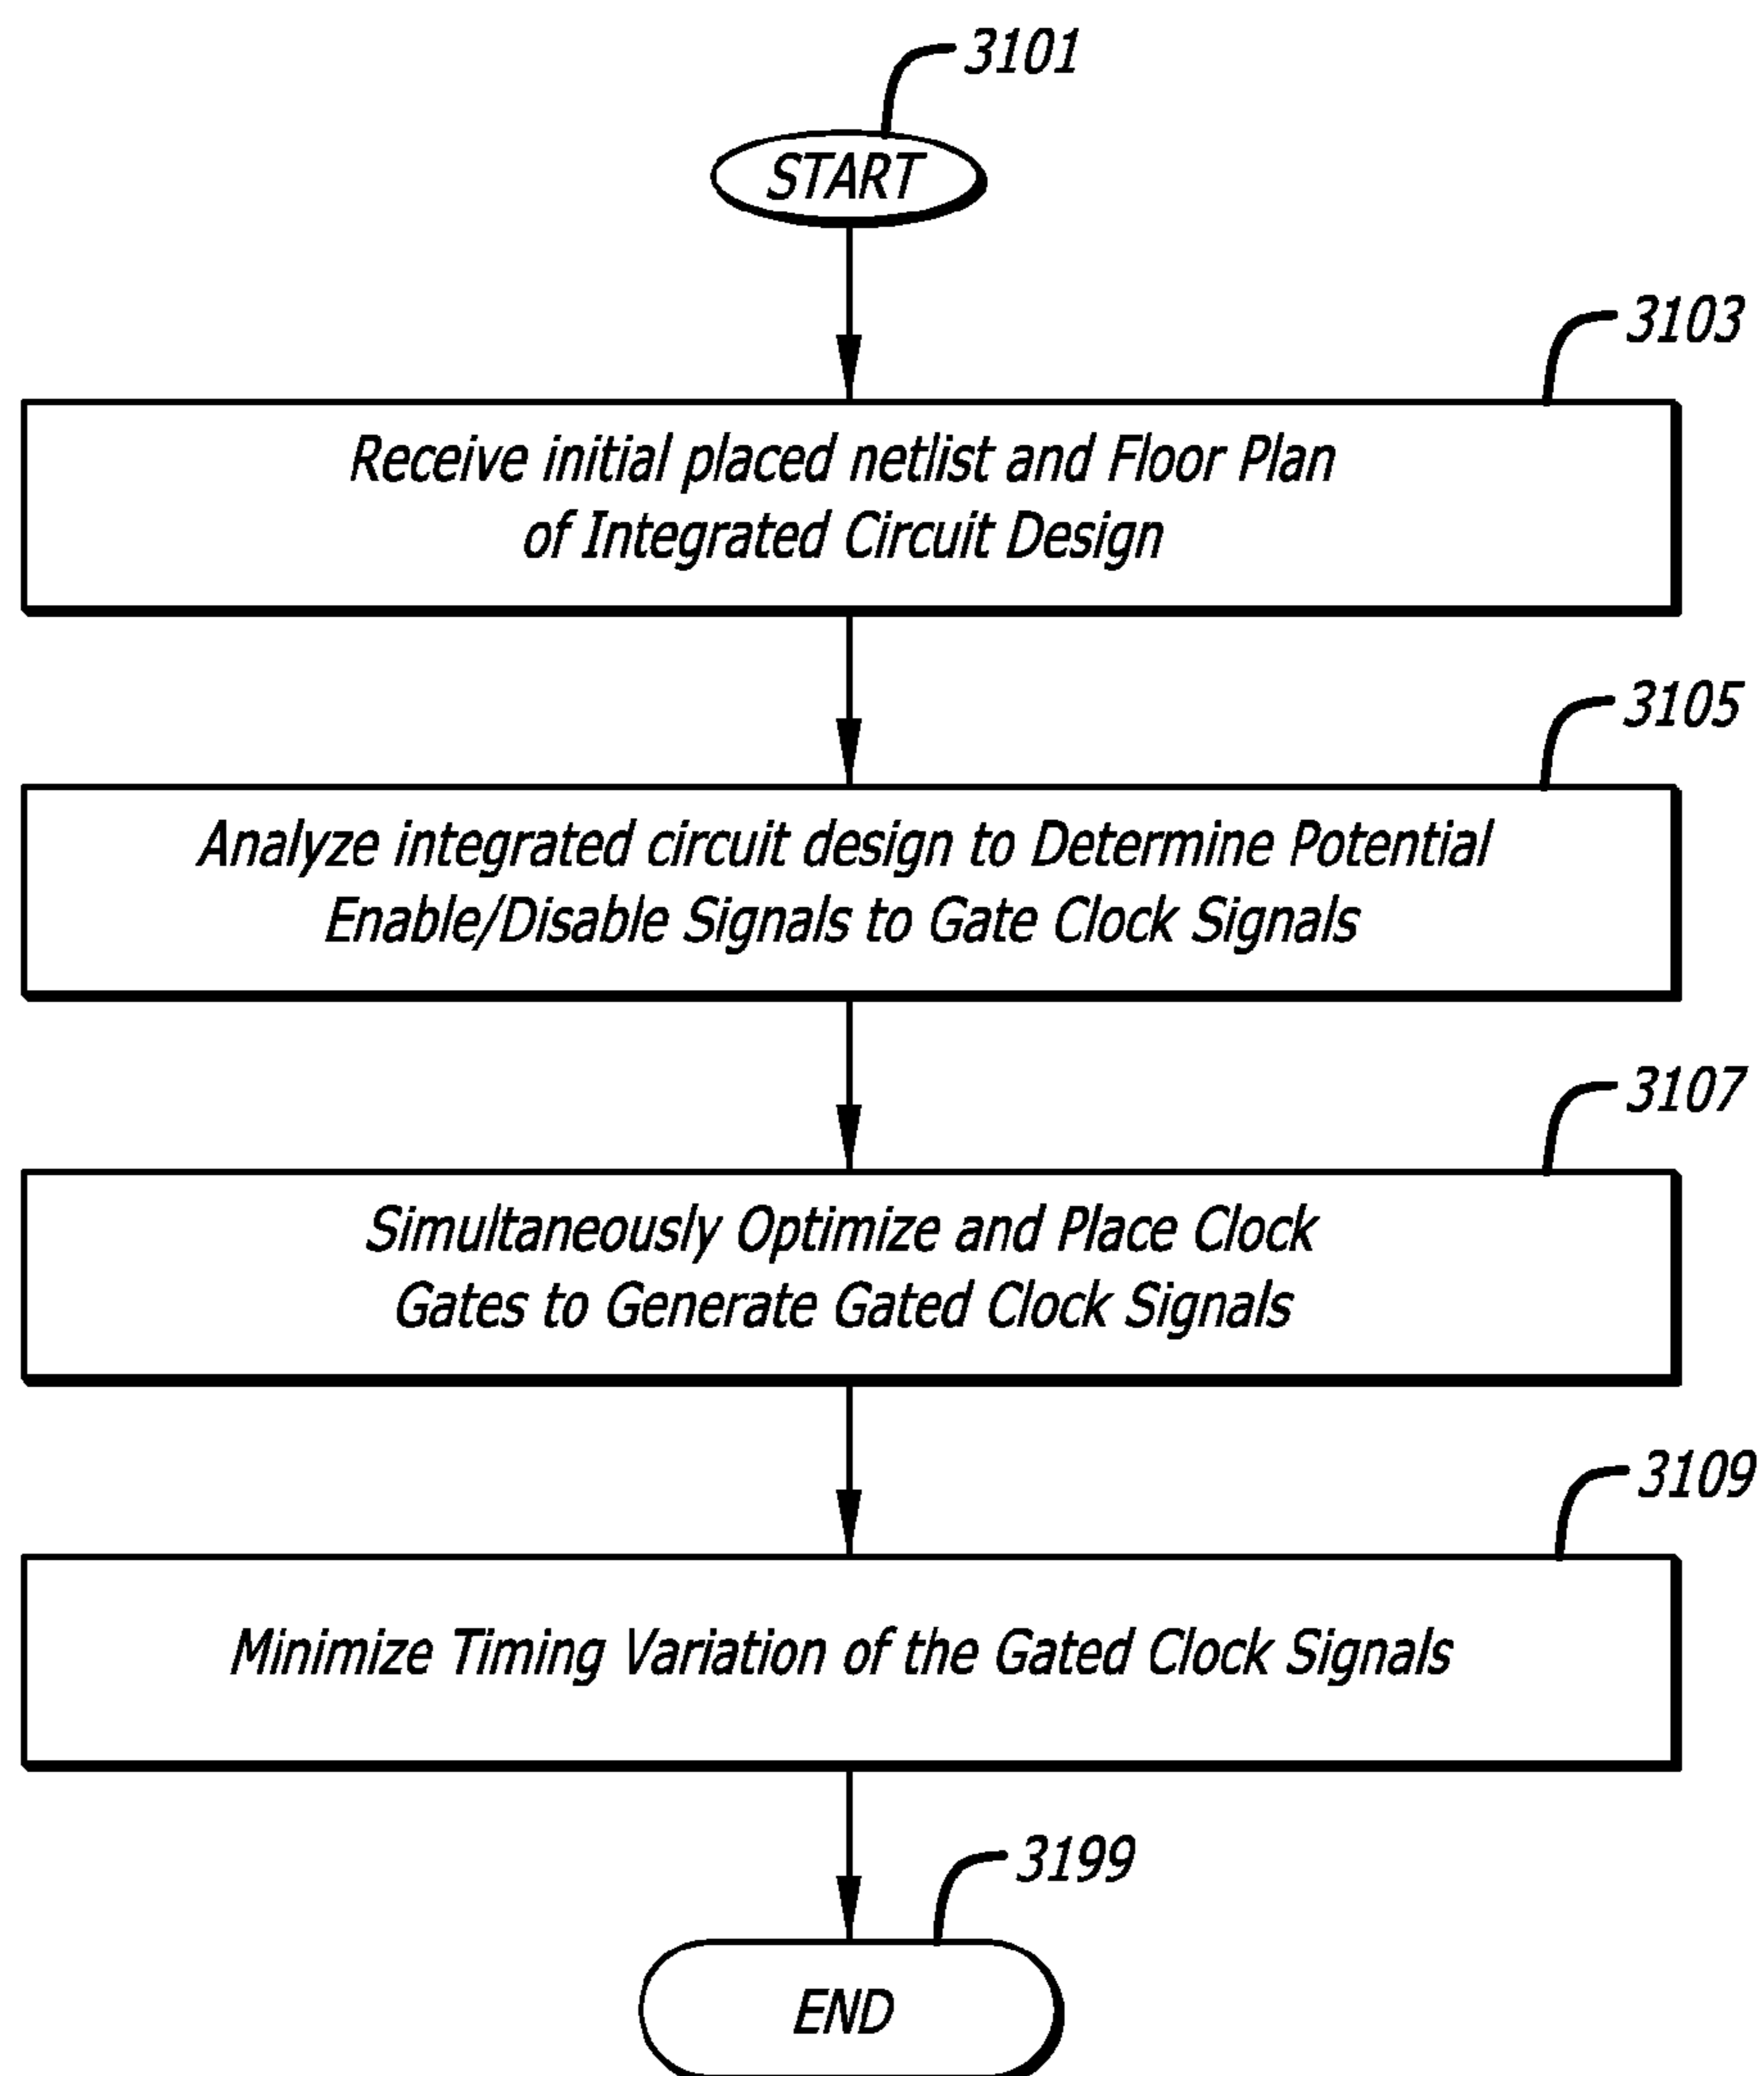 3101
START
3103
Receive initial placed netlist and Floor Plan
of Integrated Circuit Design
3105
Analyze integrated circuit design to Determine Potential
Enable/Disable Signals to Gate Clock Signals
3107
Simultaneously Optimize and Place Clock
Gates to Generate Gated Clock Signals
3109
Minimize Timing Variation of the Gated Clock Signals
3199
END